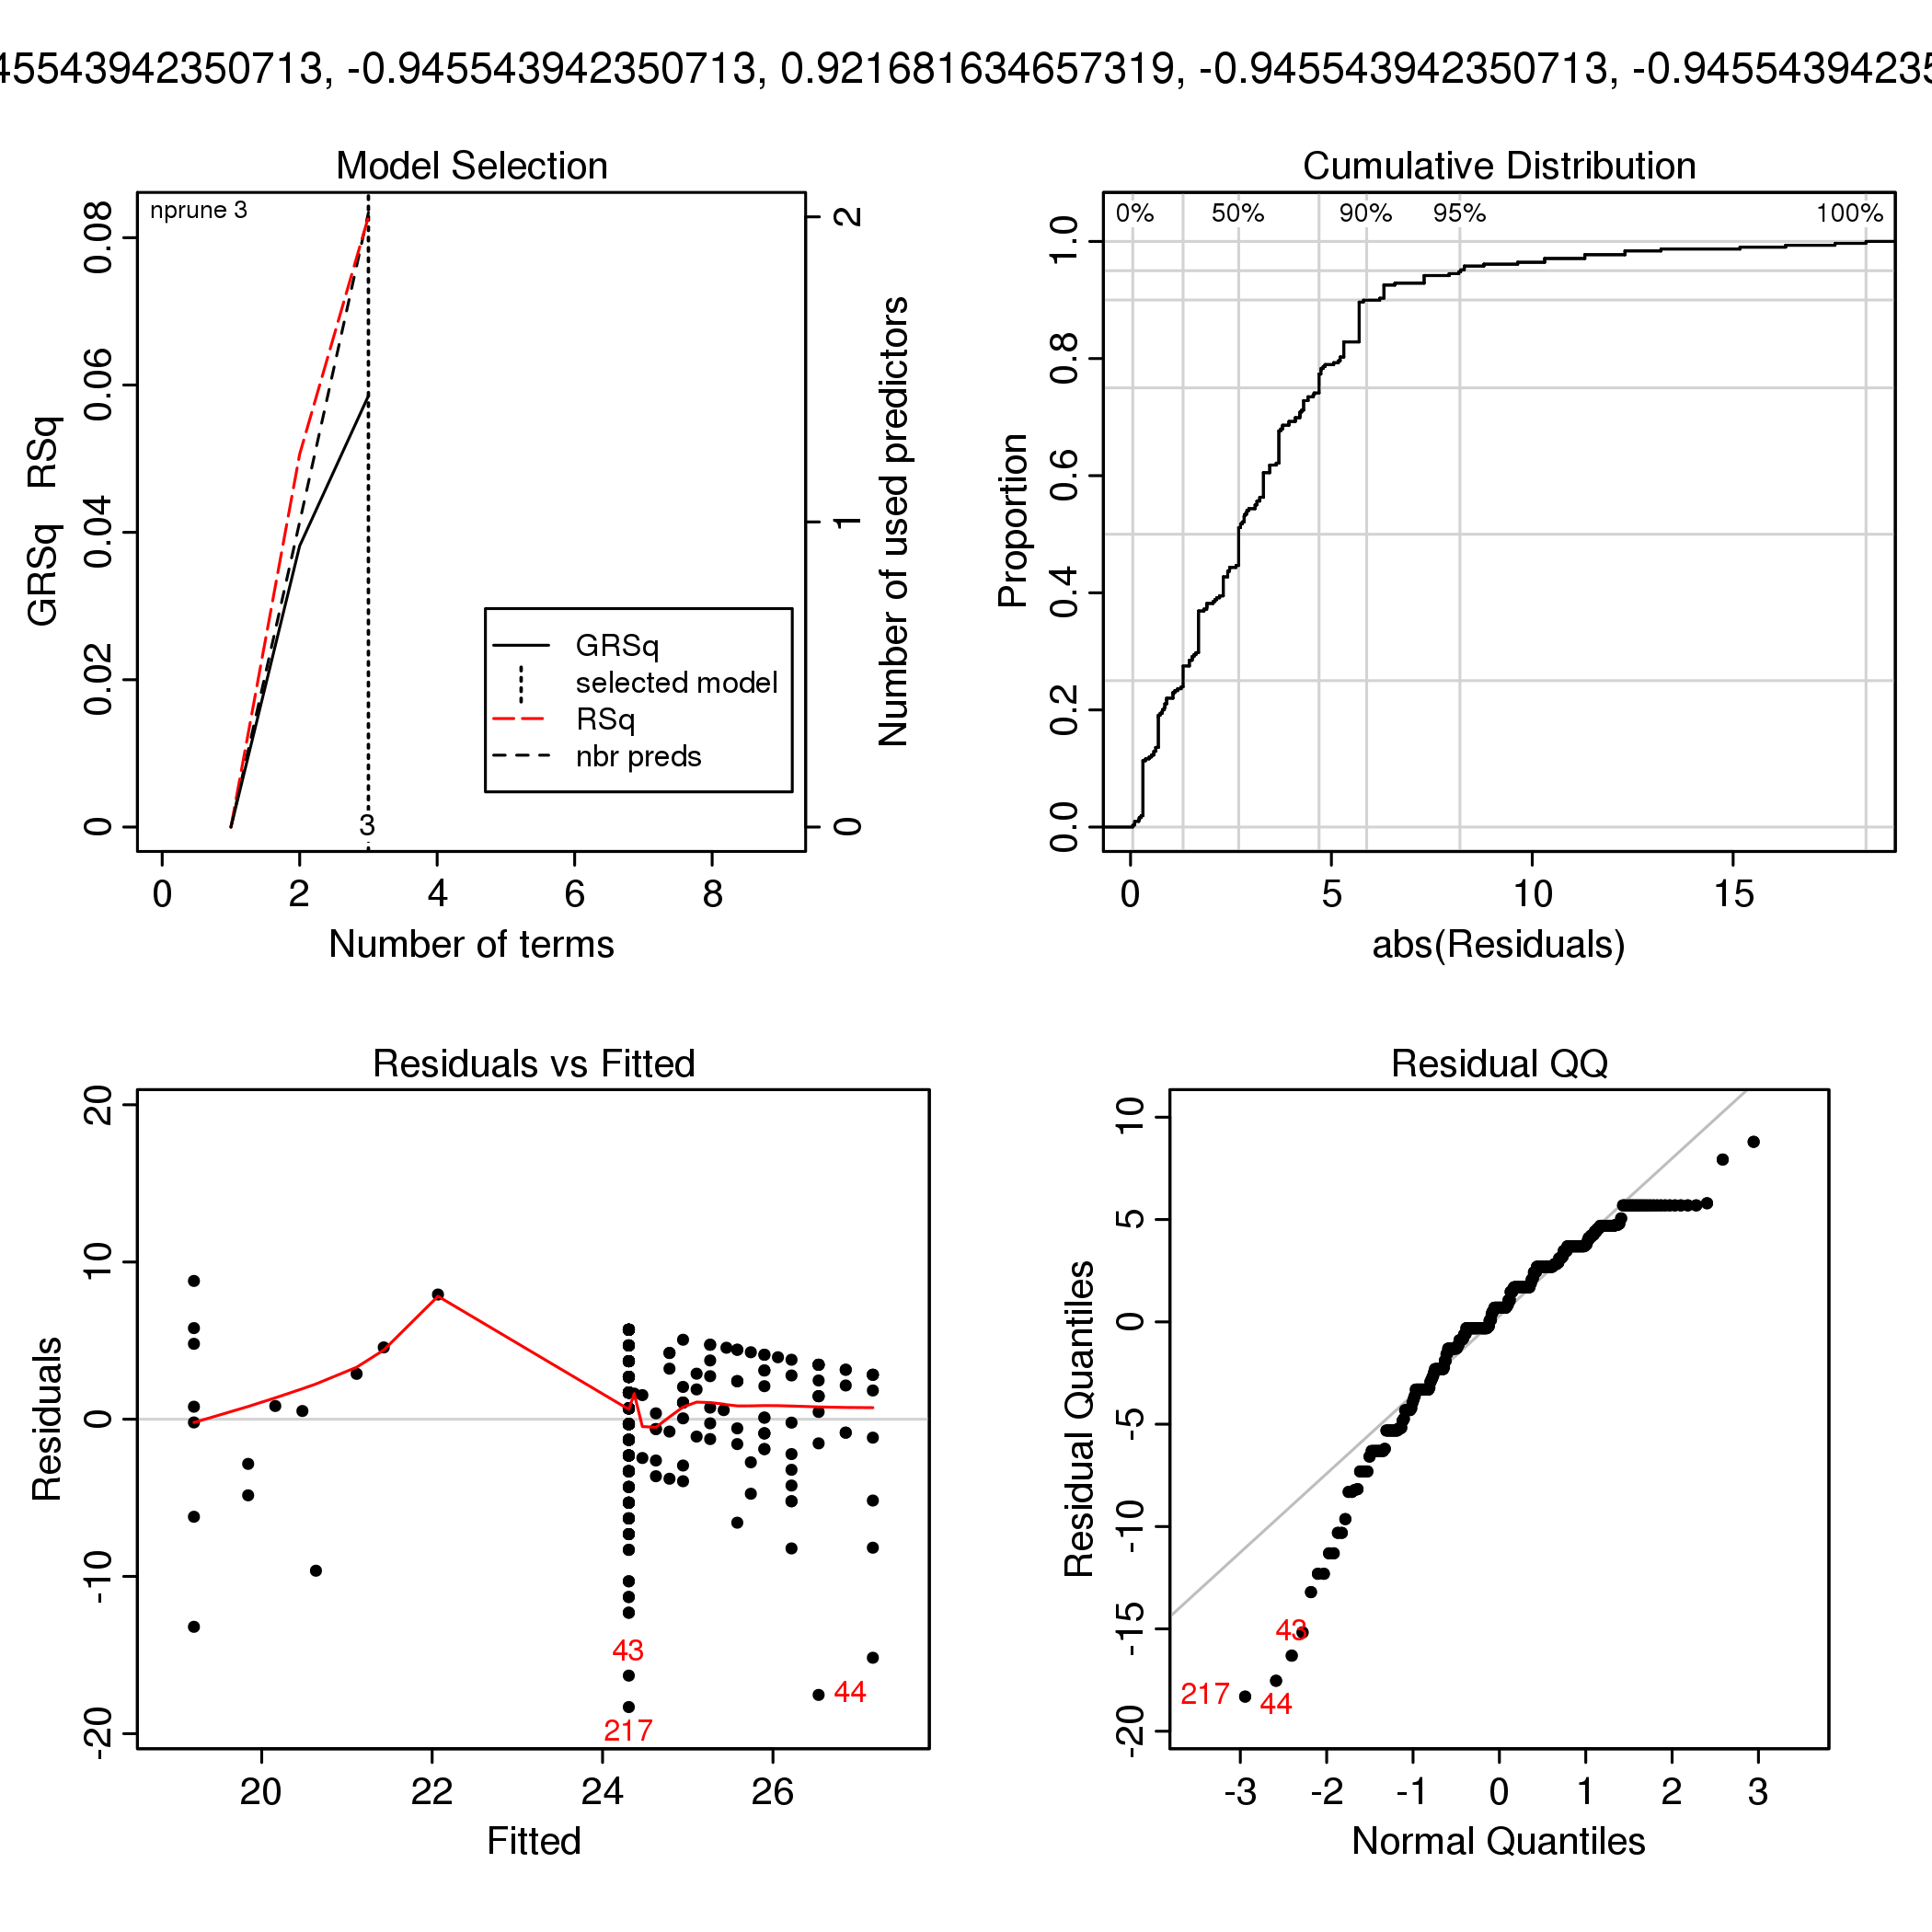 45543942350713, -0.945543942350713, 0.921681634657319, -0.945543942350713, -0.94554394235
Model Selection
nprune 3
GRSq RSq
0 0.02 0.04 0.06 0.08
Number of used predictors
0 1 2
GRSq
selected model
RSq
nbr preds
3
0 2 4 6 8
Number of terms
Cumulative Distribution
0% 50% 90% 95% 100%
Proportion
0.0 0.2 0.4 0.6 0.8 1.0
0 5 10 15
abs(Residuals)
Residuals vs Fitted
Residuals
-20 -10 0 10 20
43
44
217
20 22 24 26
Fitted
Residual QQ
Residual Quantiles
-20 -15 -10 -5 0 5 10
43
217
44
-3 -2 -1 0 1 2 3
Normal Quantiles